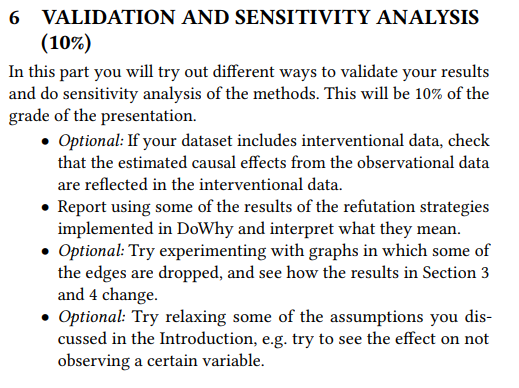 6 VALIDATION AND SENSITIVITY ANALYSIS
(10%)
In this part you will try out different ways to validate your results
and do sensitivity analysis of the methods. This will be 10% of the
grade of the presentation.
• Optional: If your dataset includes interventional data, check
that the estimated causal effects from the observational data
are reflected in the interventional data.
• Report using some of the results of the refutation strategies
implemented in DoWhy and interpret what they mean.
• Optional: Try experimenting with graphs in which some of
the edges are dropped, and see how the results in Section 3
and 4 change.
• Optional: Try relaxing some of the assumptions you dis-
cussed in the Introduction, e.g. try to see the effect on not
observing a certain variable.